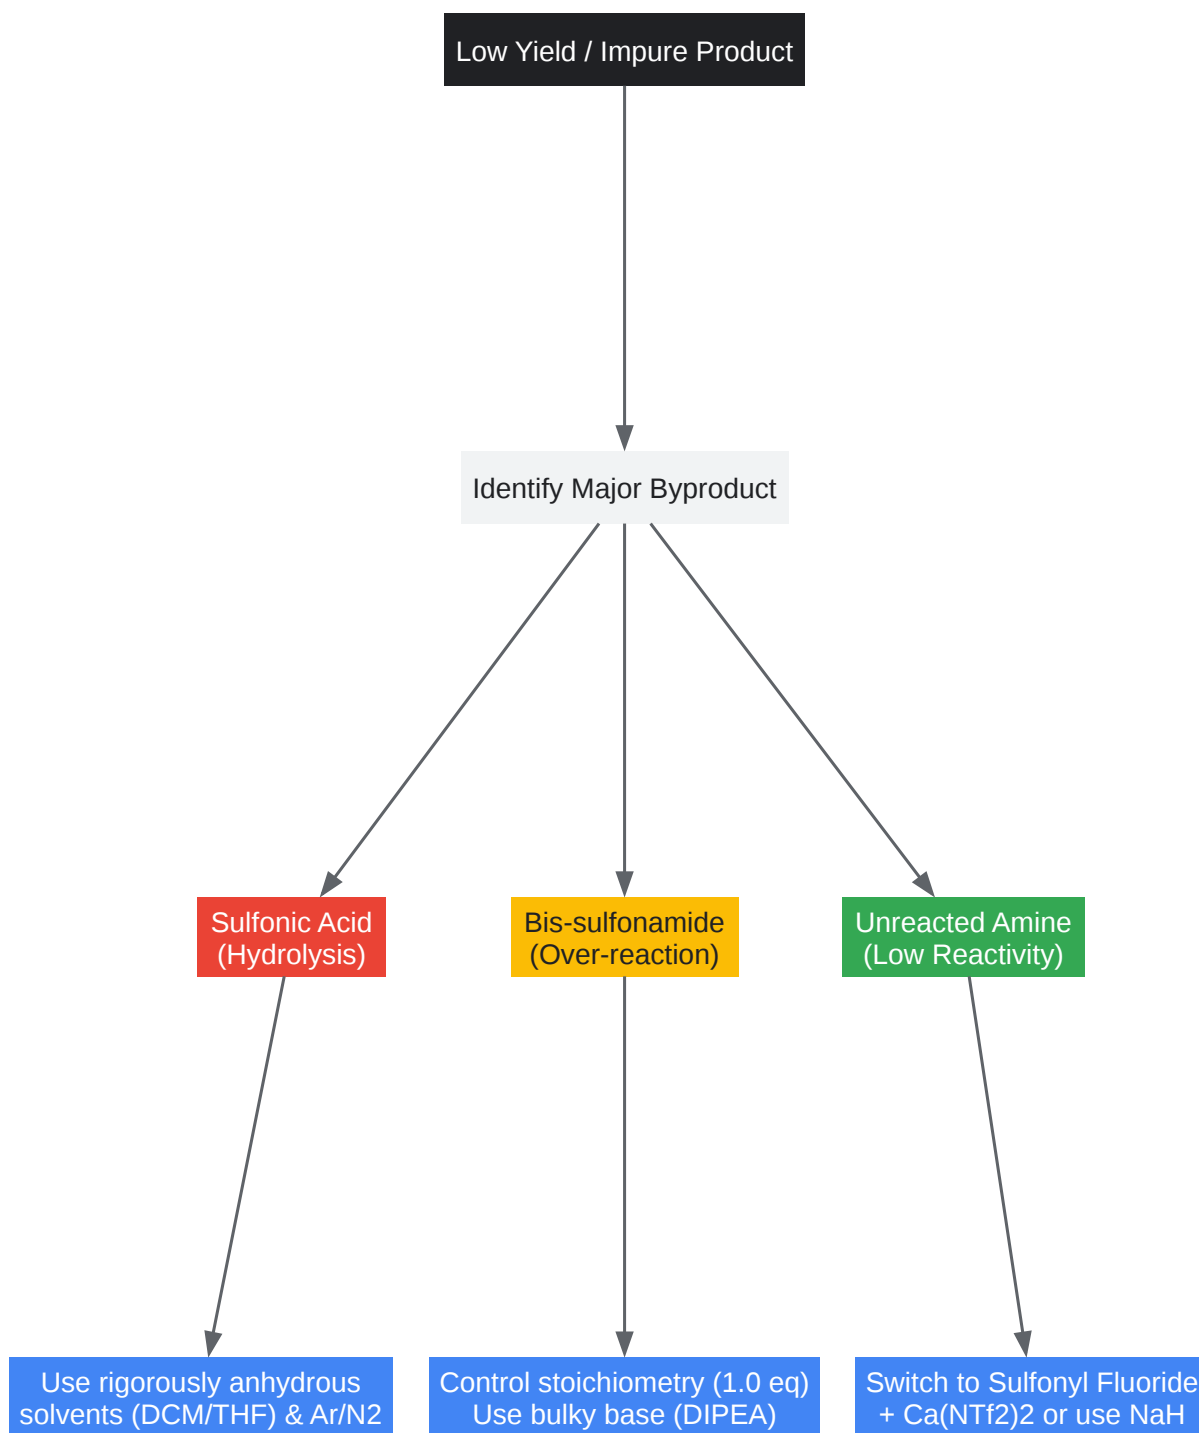 Low Yield / Impure Product
Identify Major Byproduct
Sulfonic Acid
(Hydrolysis)
Bis-sulfonamide
(Over-reaction)
Unreacted Amine
(Low Reactivity)
Use rigorously anhydrous
solvents (DCM/THF) & Ar/N2
Control stoichiometry (1.0 eq)
Use bulky base (DIPEA)
Switch to Sulfonyl Fluoride
+ Ca(NTf2)2 or use NaH